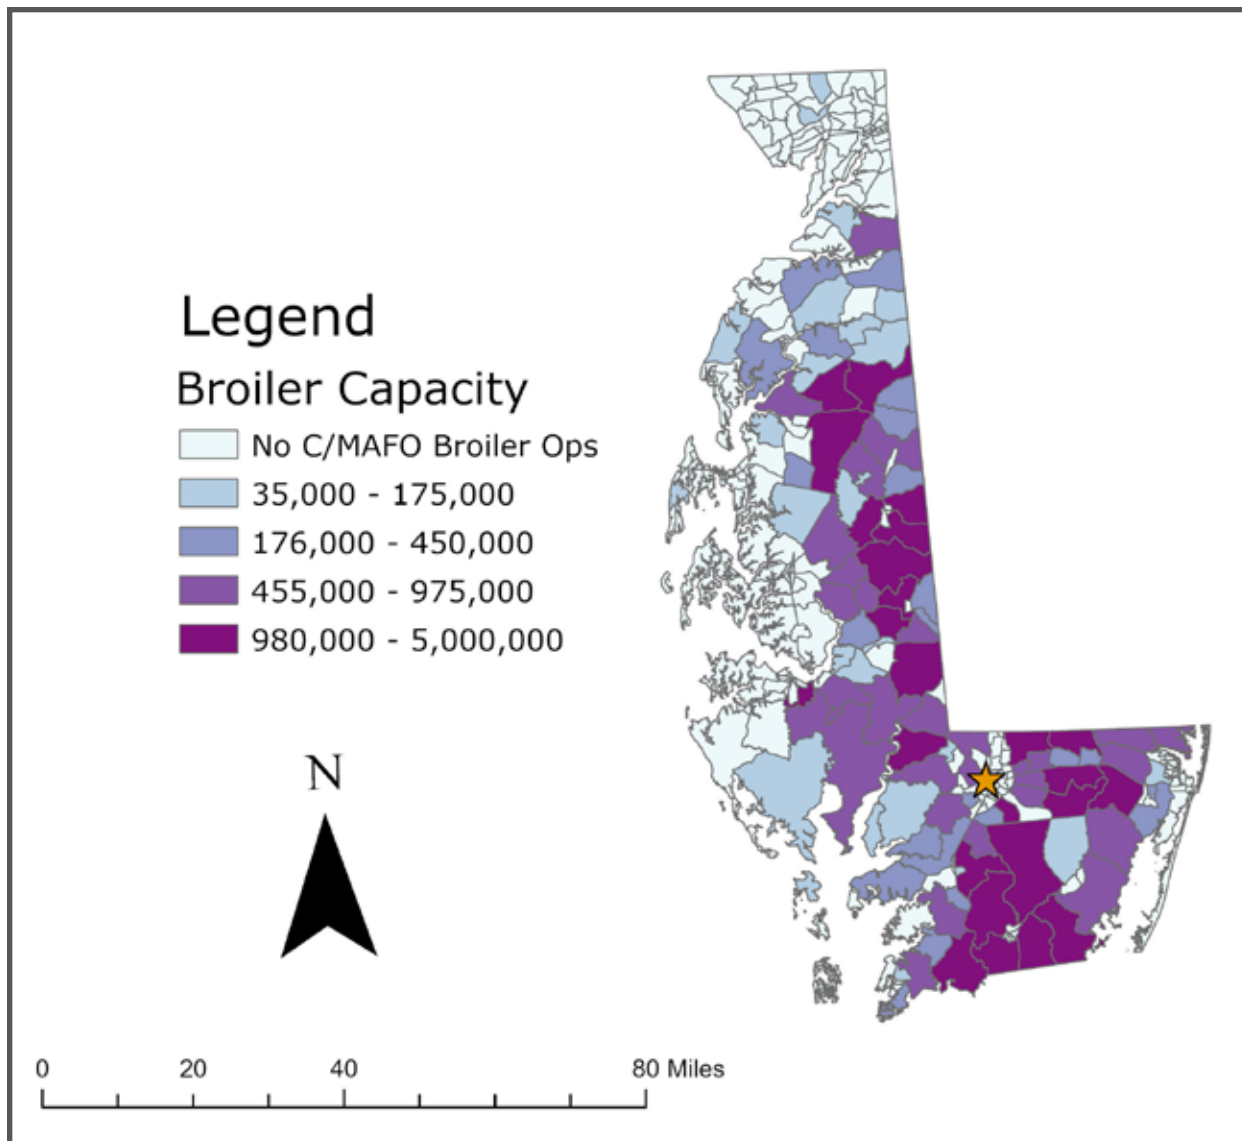 Legend
Broiler Capacity
No C/MAFO Broiler Ops
35,000 - 175,000
176,000 - 450,000
455,000 - 975,000
980,000 - 5,000,000
N
0 20 40 80 Miles